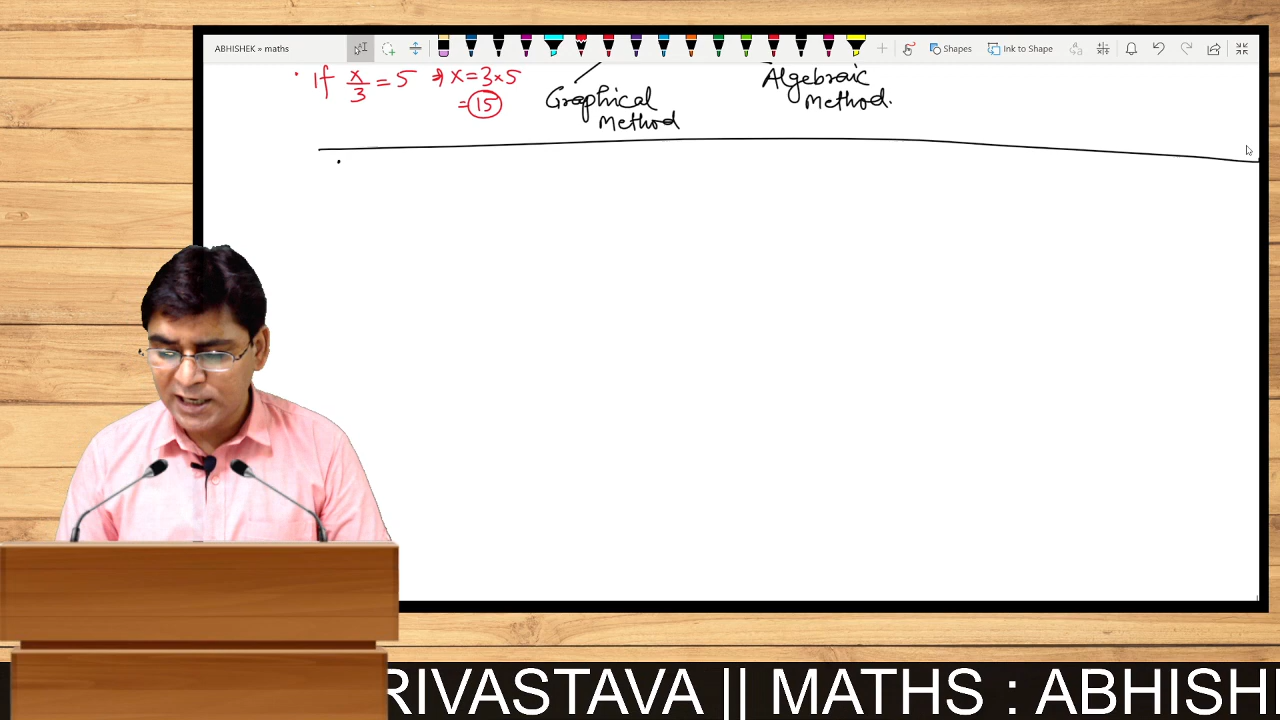 ABHISHEK » maths
Shapes
Ink to Shape
· If x/3 = 5 ⇒ x = 3×5
= 15
Graphical
Method
Algebraic
Method.
RIVASTAVA || MATHS : ABHISH